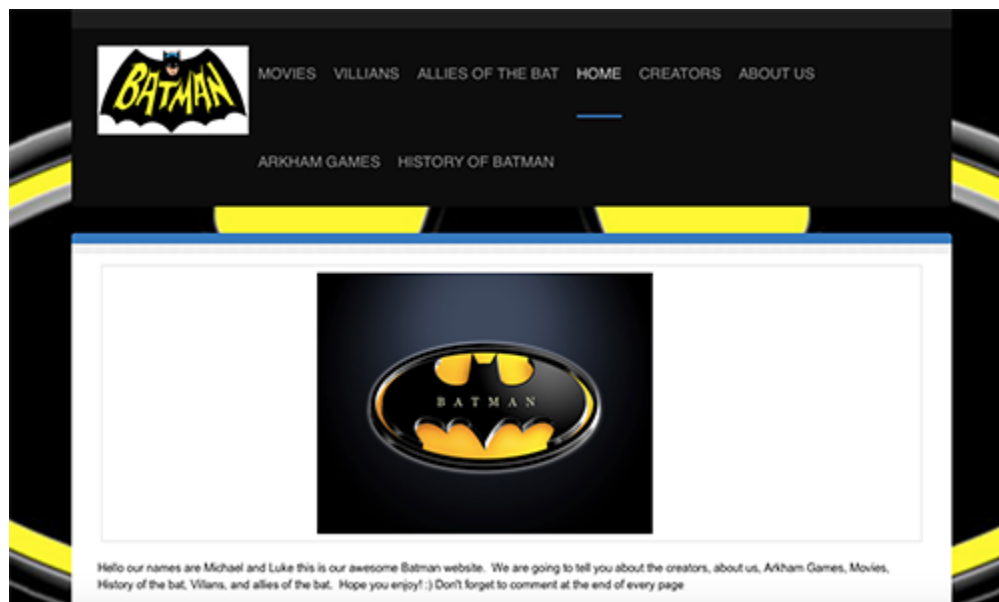 BATMAN
MOVIES VILLIANS ALLIES OF THE BAT HOME CREATORS ABOUT US
ARKHAM GAMES HISTORY OF BATMAN
BATMAN
Hello our names are Michael and Luke this is our awesome Batman website. We are going to tell you about the creators, about us, Arkham Games, Movies,
History of the bat, Villans, and allies of the bat. Hope you enjoy! :) Don't forget to comment at the end of every page